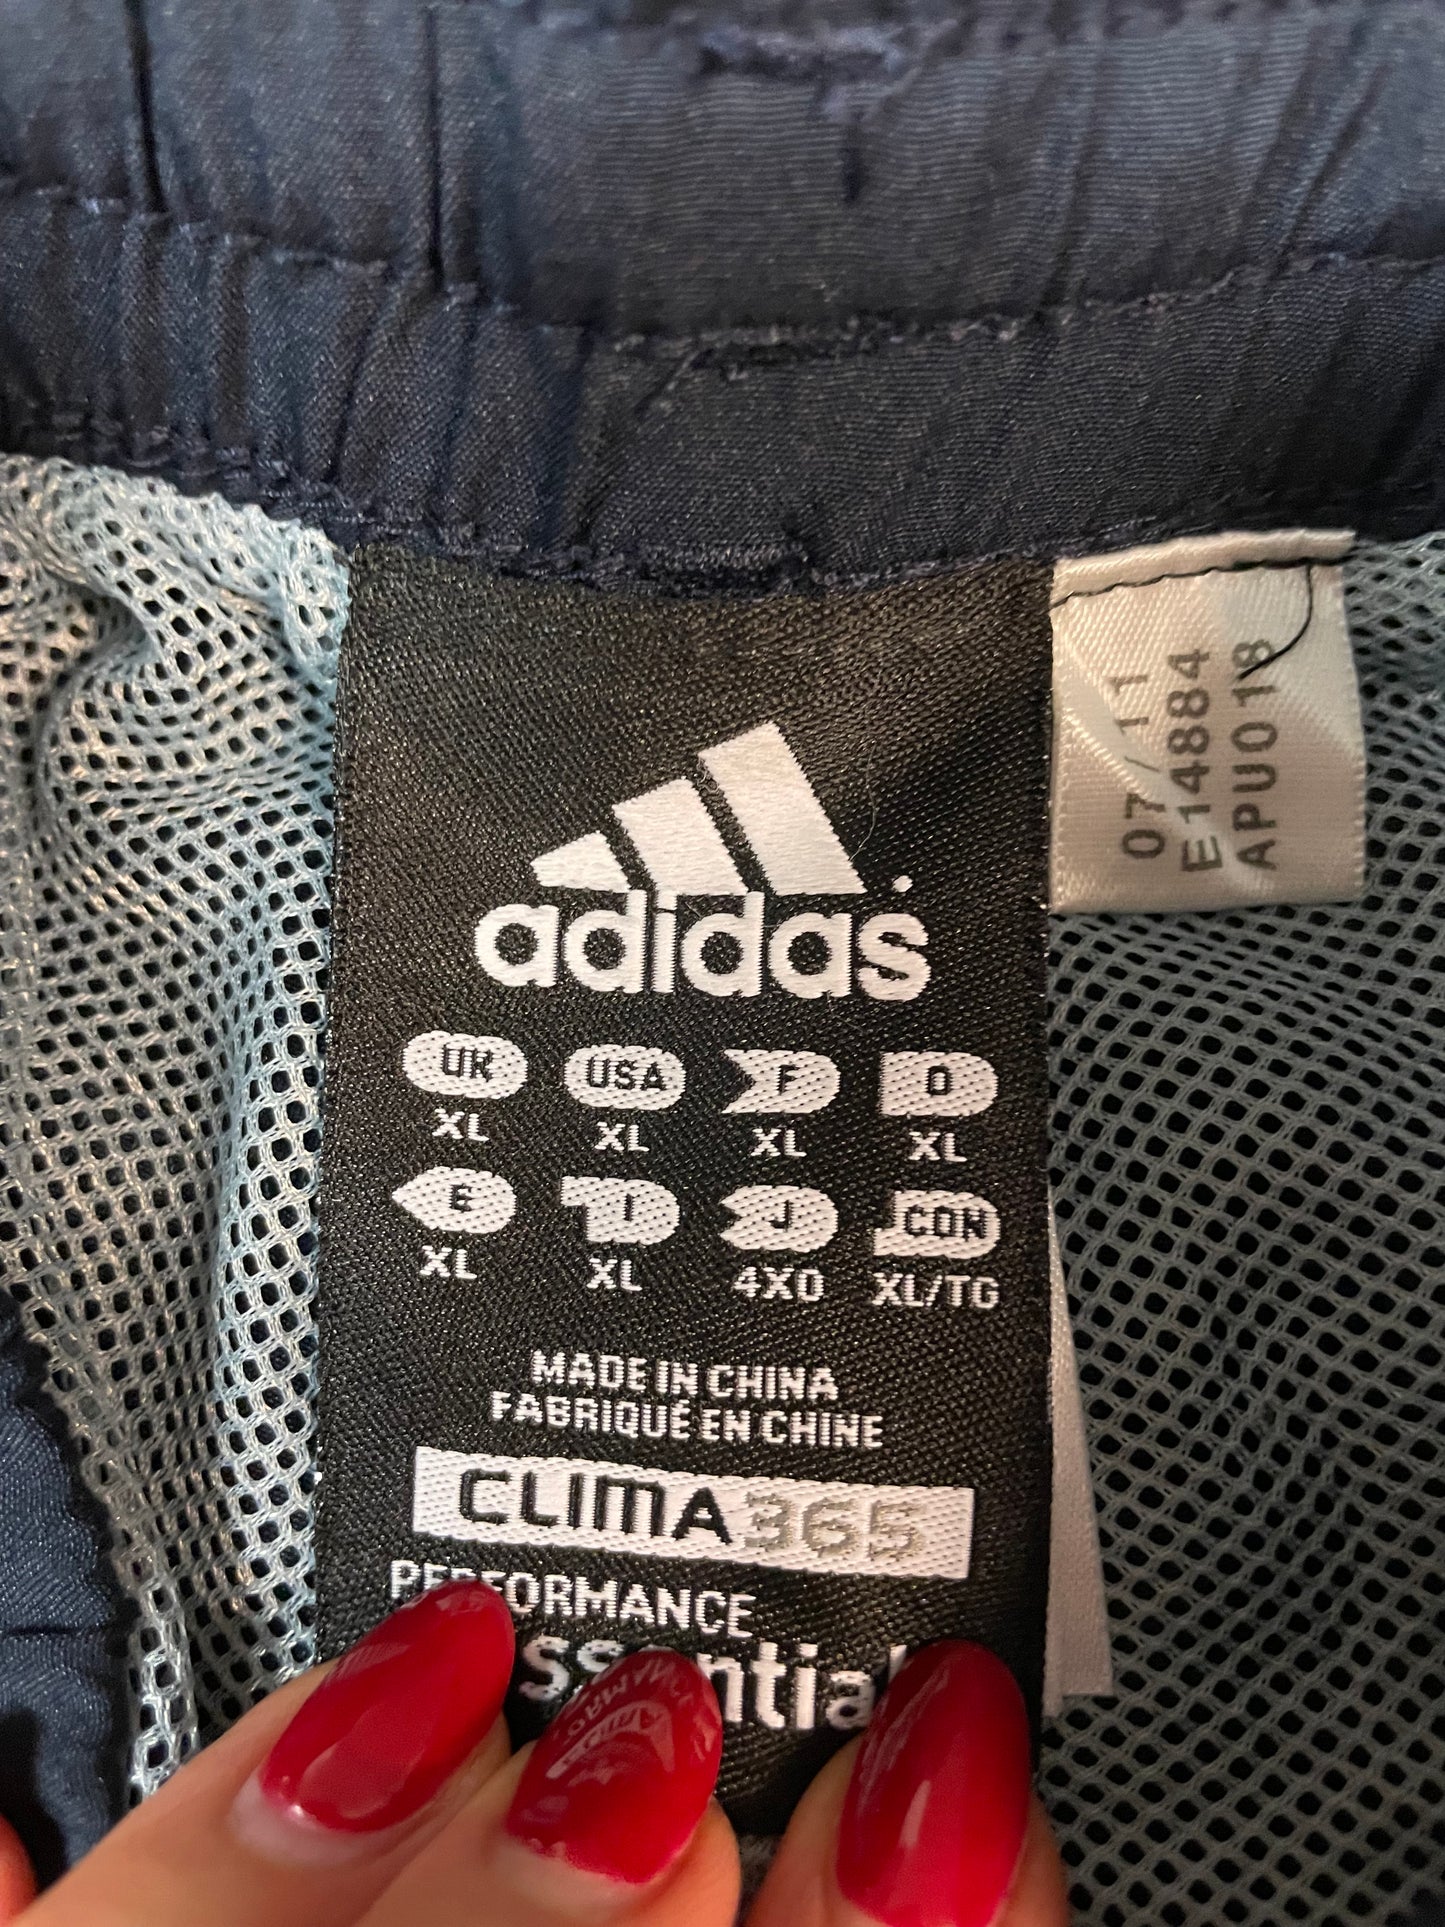 adidas
UK USA F D
XL XL XL XL
E I J CON
XL XL 4XO XL/TG
MADE IN CHINA
FABRIQUÉ EN CHINE
CLIMA365
PERFORMANCE
essential
07/11
E14884
APU018